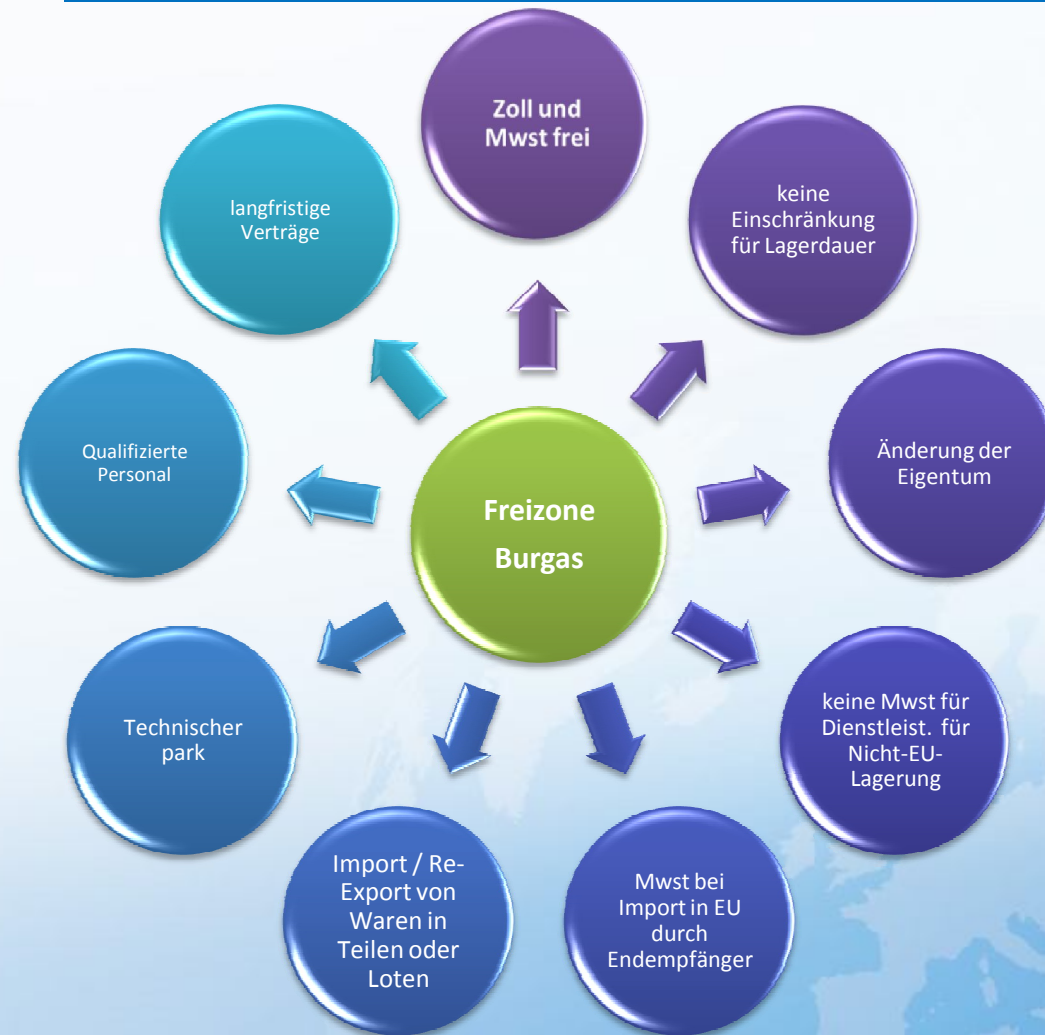 Zoll und
Mwst frei
keine
Einschränkung
für Lagerdauer
Änderung der
Eigentum
keine Mwst für
Dienstleist. für
Nicht-EU-
Lagerung
Mwst bei
Import in EU
durch
Endempfänger
Import / Re-
Export von
Waren in
Teilen oder
Loten
Technischer
park
Qualifizierte
Personal
langfristige
Verträge
Freizone
Burgas